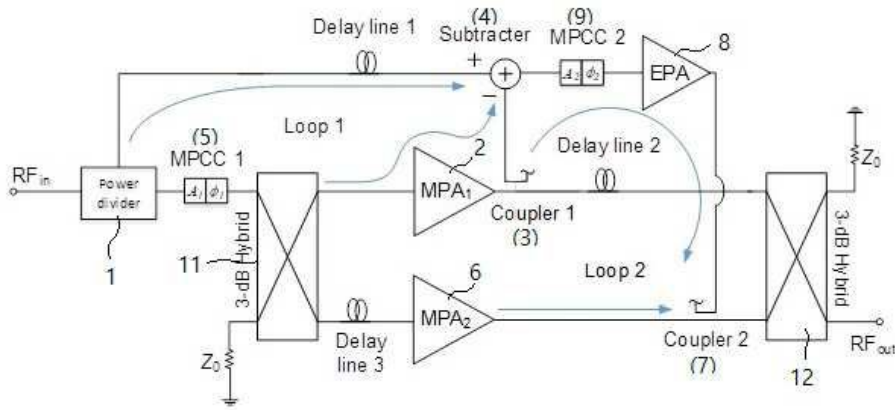 (4)
(9)
Delay line 1
Subtracter
MPCC 2
8
+
+
A₂ ϕ₂
EPA
−
Loop 1
(5)
MPCC 1
2
Delay line 2
Z₀
RFin
Power
divider
A₁ ϕ₁
MPA₁
Coupler 1
(3)
1
3-dB Hybrid
11
6
Loop 2
3-dB Hybrid
MPA₂
Z₀
Delay
line 3
Coupler 2
(7)
12
RFout